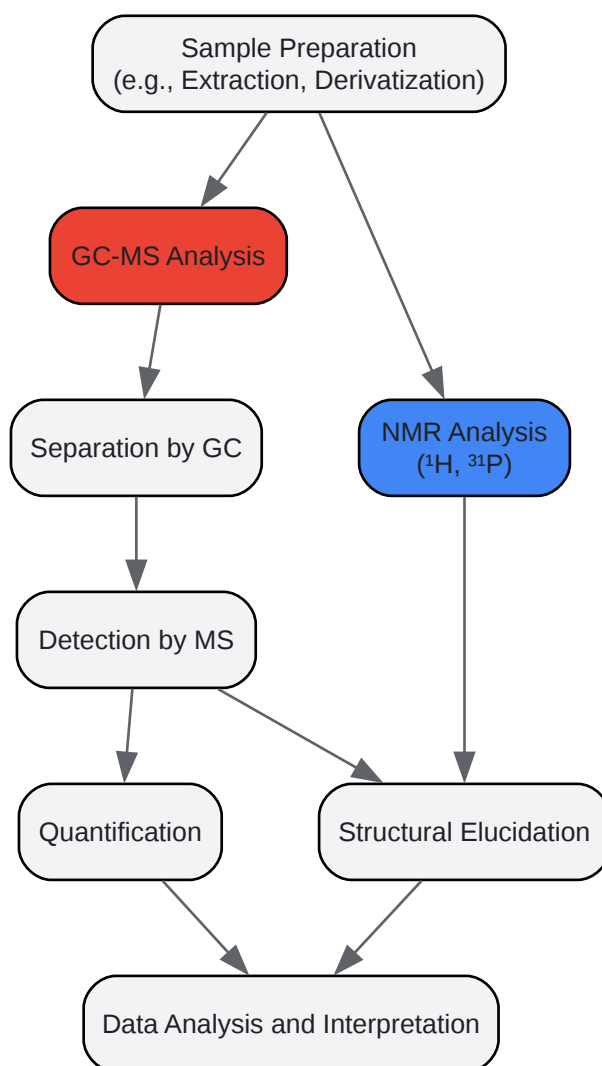 Sample Preparation
(e.g., Extraction, Derivatization)
GC-MS Analysis
Separation by GC
NMR Analysis
(¹H, ³¹P)
Detection by MS
Quantification
Structural Elucidation
Data Analysis and Interpretation